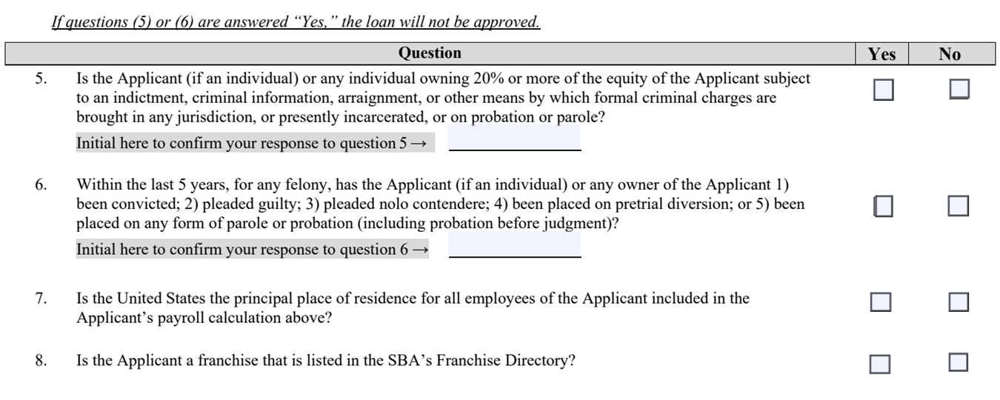 If questions (5) or (6) are answered “Yes,” the loan will not be approved.
Question Yes No
5. Is the Applicant (if an individual) or any individual owning 20% or more of the equity of the Applicant subject
to an indictment, criminal information, arraignment, or other means by which formal criminal charges are
brought in any jurisdiction, or presently incarcerated, or on probation or parole?
Initial here to confirm your response to question 5 →
6. Within the last 5 years, for any felony, has the Applicant (if an individual) or any owner of the Applicant 1)
been convicted; 2) pleaded guilty; 3) pleaded nolo contendere; 4) been placed on pretrial diversion; or 5) been
placed on any form of parole or probation (including probation before judgment)?
Initial here to confirm your response to question 6 →
7. Is the United States the principal place of residence for all employees of the Applicant included in the
Applicant’s payroll calculation above?
8. Is the Applicant a franchise that is listed in the SBA’s Franchise Directory?